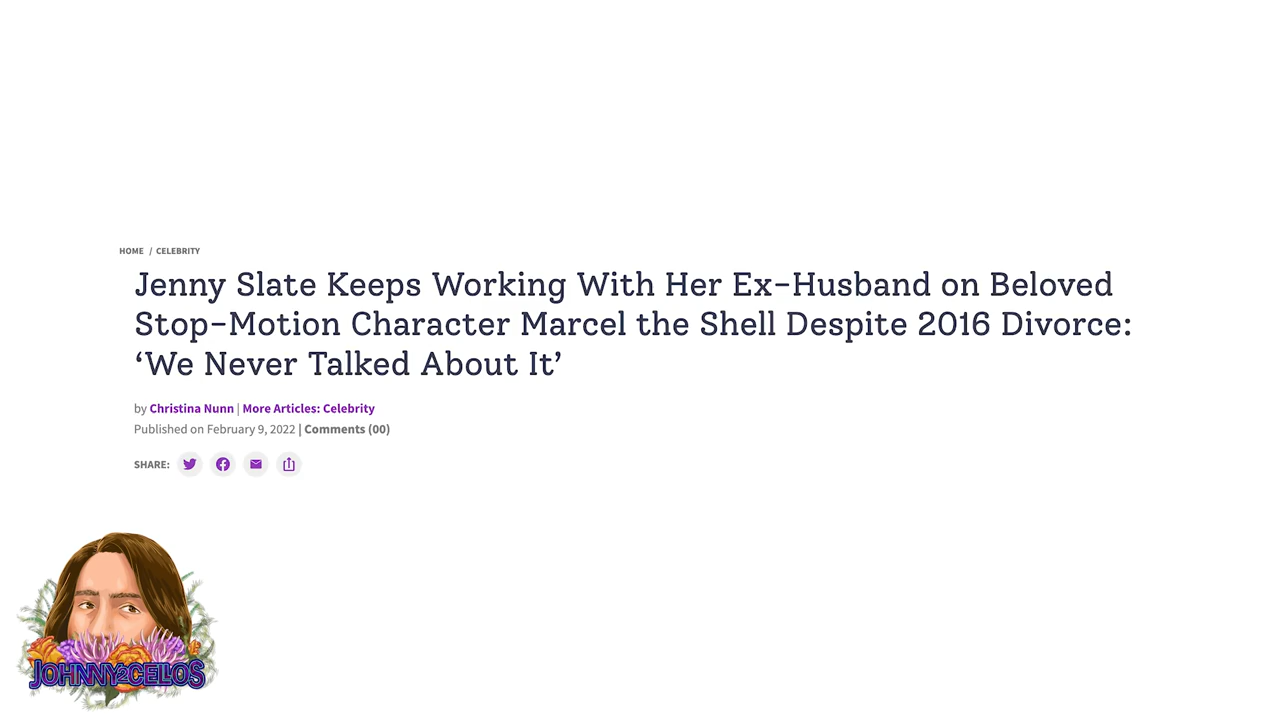 HOME / CELEBRITY
Jenny Slate Keeps Working With Her Ex-Husband on Beloved
Stop-Motion Character Marcel the Shell Despite 2016 Divorce:
‘We Never Talked About It’
by Christina Nunn | More Articles: Celebrity
Published on February 9, 2022 | Comments (00)
SHARE:
JOHNNY2CELLOS